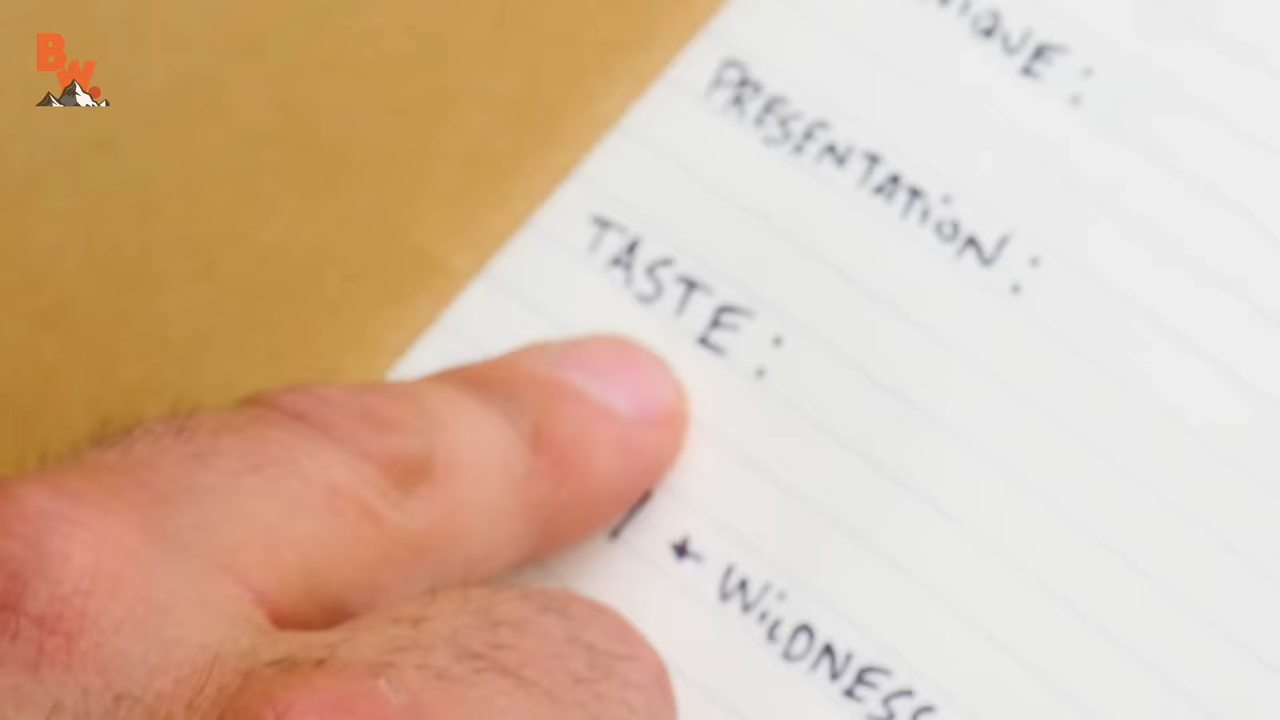 B
W.
PRESENTATION:
TASTE:
+ WILDNESS